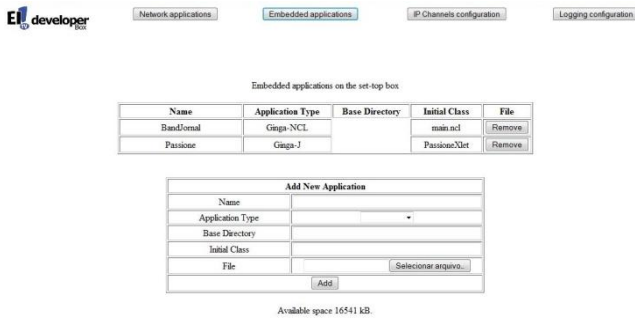 EITV developer
Box
Network applications Embedded applications IP Channels configuration Logging configuration
Embedded applications on the set-top box
Name Application Type Base Directory Initial Class File
BandJornal Ginga-NCL main.ncl Remove
Passione Ginga-J PassioneXlet Remove
Add New Application
Name
Application Type
Base Directory
Initial Class
File Selecionar arquivo..
Add
Available space 16541 kB.